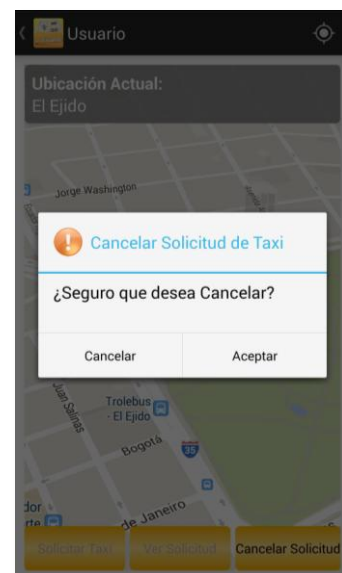 Usuario
Ubicación Actual:
El Ejido
Jorge Washington
Cancelar Solicitud de Taxi
¿Seguro que desea Cancelar?
Cancelar
Aceptar
Juan Salinas
Trolebus
- El Ejido
Bogotá
35
de Janeiro
Solicitar Taxi
Ver Solicitud
Cancelar Solicitud